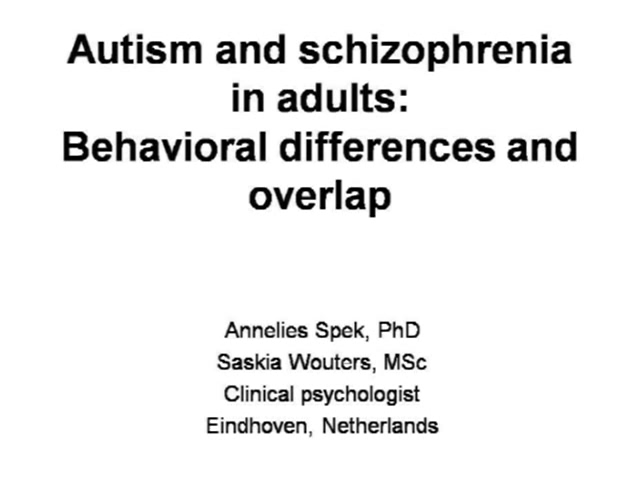 Autism and schizophrenia
in adults:
Behavioral differences and
overlap
Annelies Spek, PhD
Saskia Wouters, MSc
Clinical psychologist
Eindhoven, Netherlands